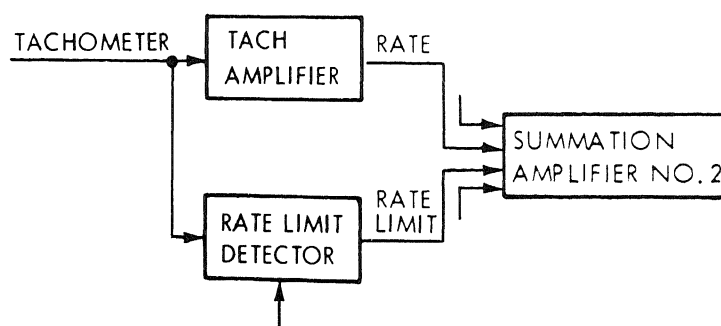 TACHOMETER
TACH
AMPLIFIER
RATE
SUMMATION
AMPLIFIER NO. 2
RATE LIMIT
DETECTOR
RATE
LIMIT